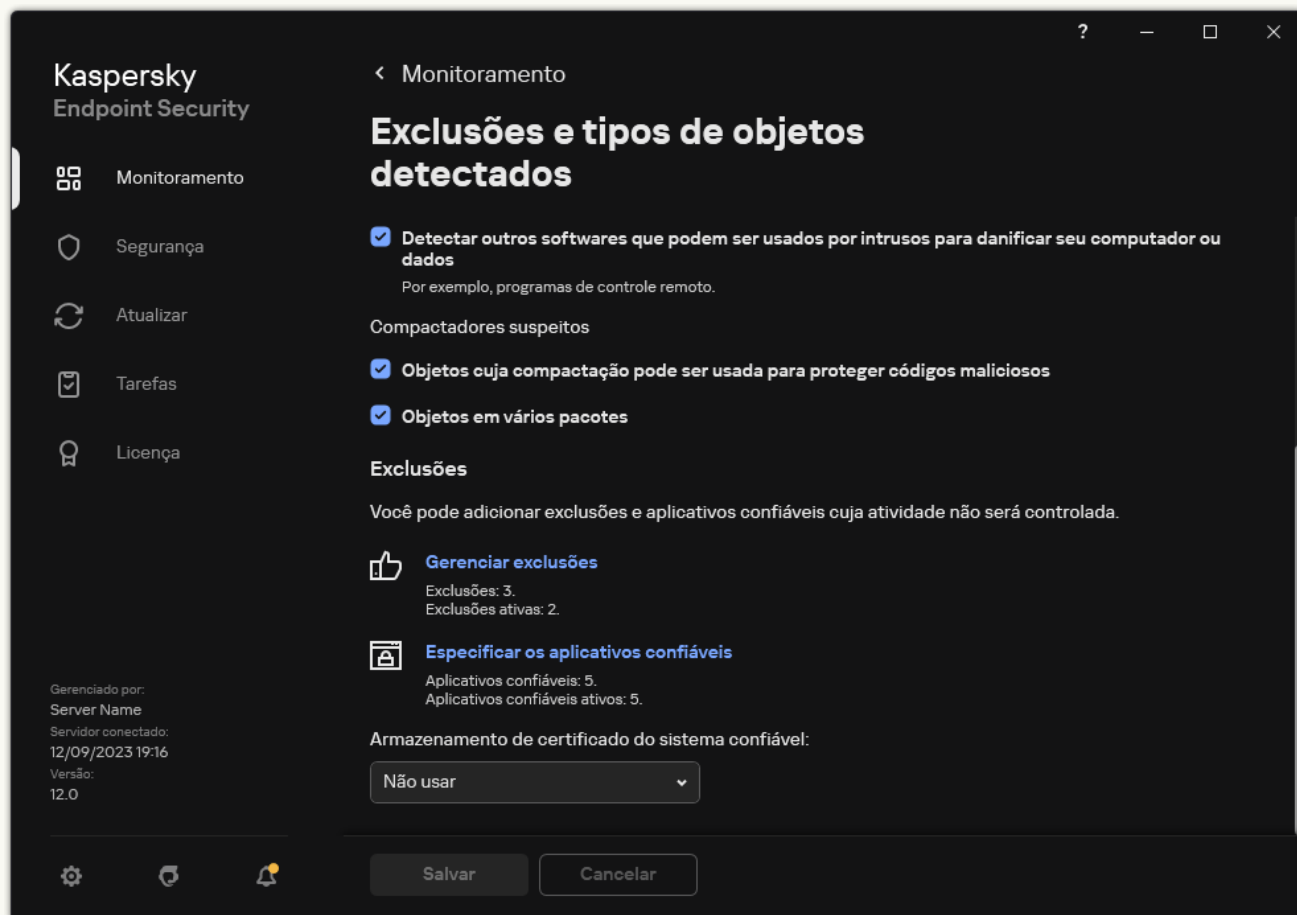 ?
Kaspersky
Endpoint Security
Monitoramento
Segurança
Atualizar
Tarefas
Licença
Gerenciado por:
Server Name
Servidor conectado:
12/09/2023 19:16
Versão:
12.0
Monitoramento
Exclusões e tipos de objetos
detectados
Detectar outros softwares que podem ser usados por intrusos para danificar seu computador ou
dados
Por exemplo, programas de controle remoto.
Compactadores suspeitos
Objetos cuja compactação pode ser usada para proteger códigos maliciosos
Objetos em vários pacotes
Exclusões
Você pode adicionar exclusões e aplicativos confiáveis cuja atividade não será controlada.
Gerenciar exclusões
Exclusões: 3.
Exclusões ativas: 2.
Especificar os aplicativos confiáveis
Aplicativos confiáveis: 5.
Aplicativos confiáveis ativos: 5.
Armazenamento de certificado do sistema confiável:
Não usar
Salvar
Cancelar